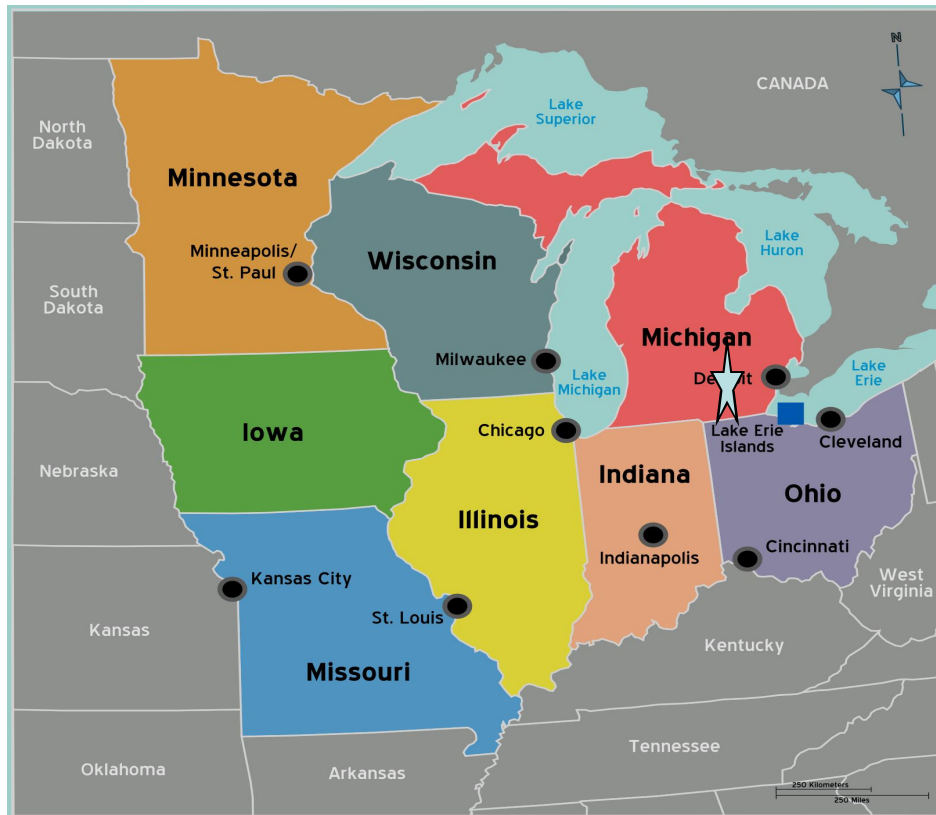 N
CANADA
Lake
Superior
North
Dakota
Minnesota
Lake
Huron
Minneapolis/
St. Paul
Wisconsin
South
Dakota
Michigan
Milwaukee
Lake
Michigan
Detroit
Lake
Erie
Iowa
Chicago
Lake Erie
Islands
Cleveland
Nebraska
Indiana
Ohio
Illinois
Indianapolis
Cincinnati
Kansas City
St. Louis
West
Virginia
Kansas
Kentucky
Missouri
Tennessee
Oklahoma
Arkansas
250 Kilometers
250 Miles